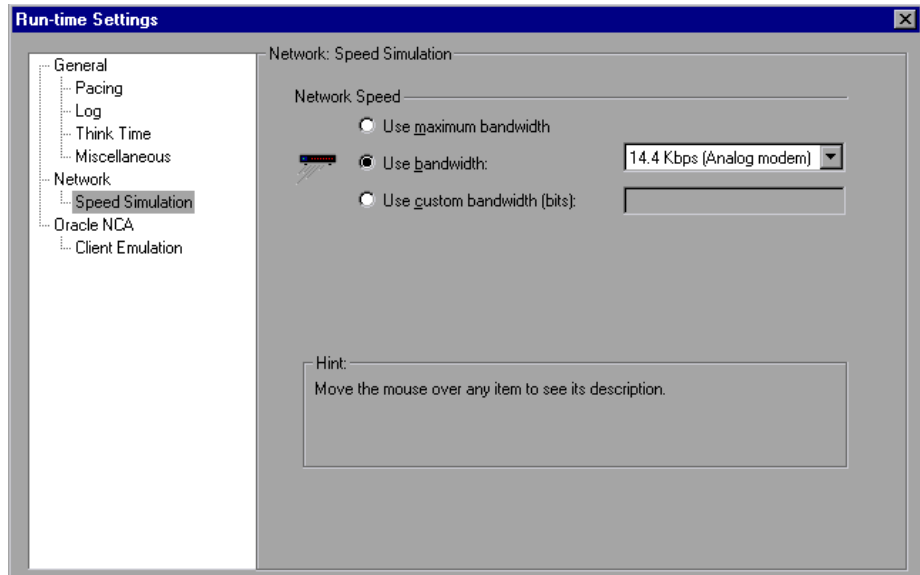 Run-time Settings
General
Pacing
Log
Think Time
Miscellaneous
Network
Speed Simulation
Oracle NCA
Client Emulation
Network: Speed Simulation
Network Speed
Use maximum bandwidth
Use bandwidth: 14.4 Kbps (Analog modem)
Use custom bandwidth (bits):
Hint:
Move the mouse over any item to see its description.